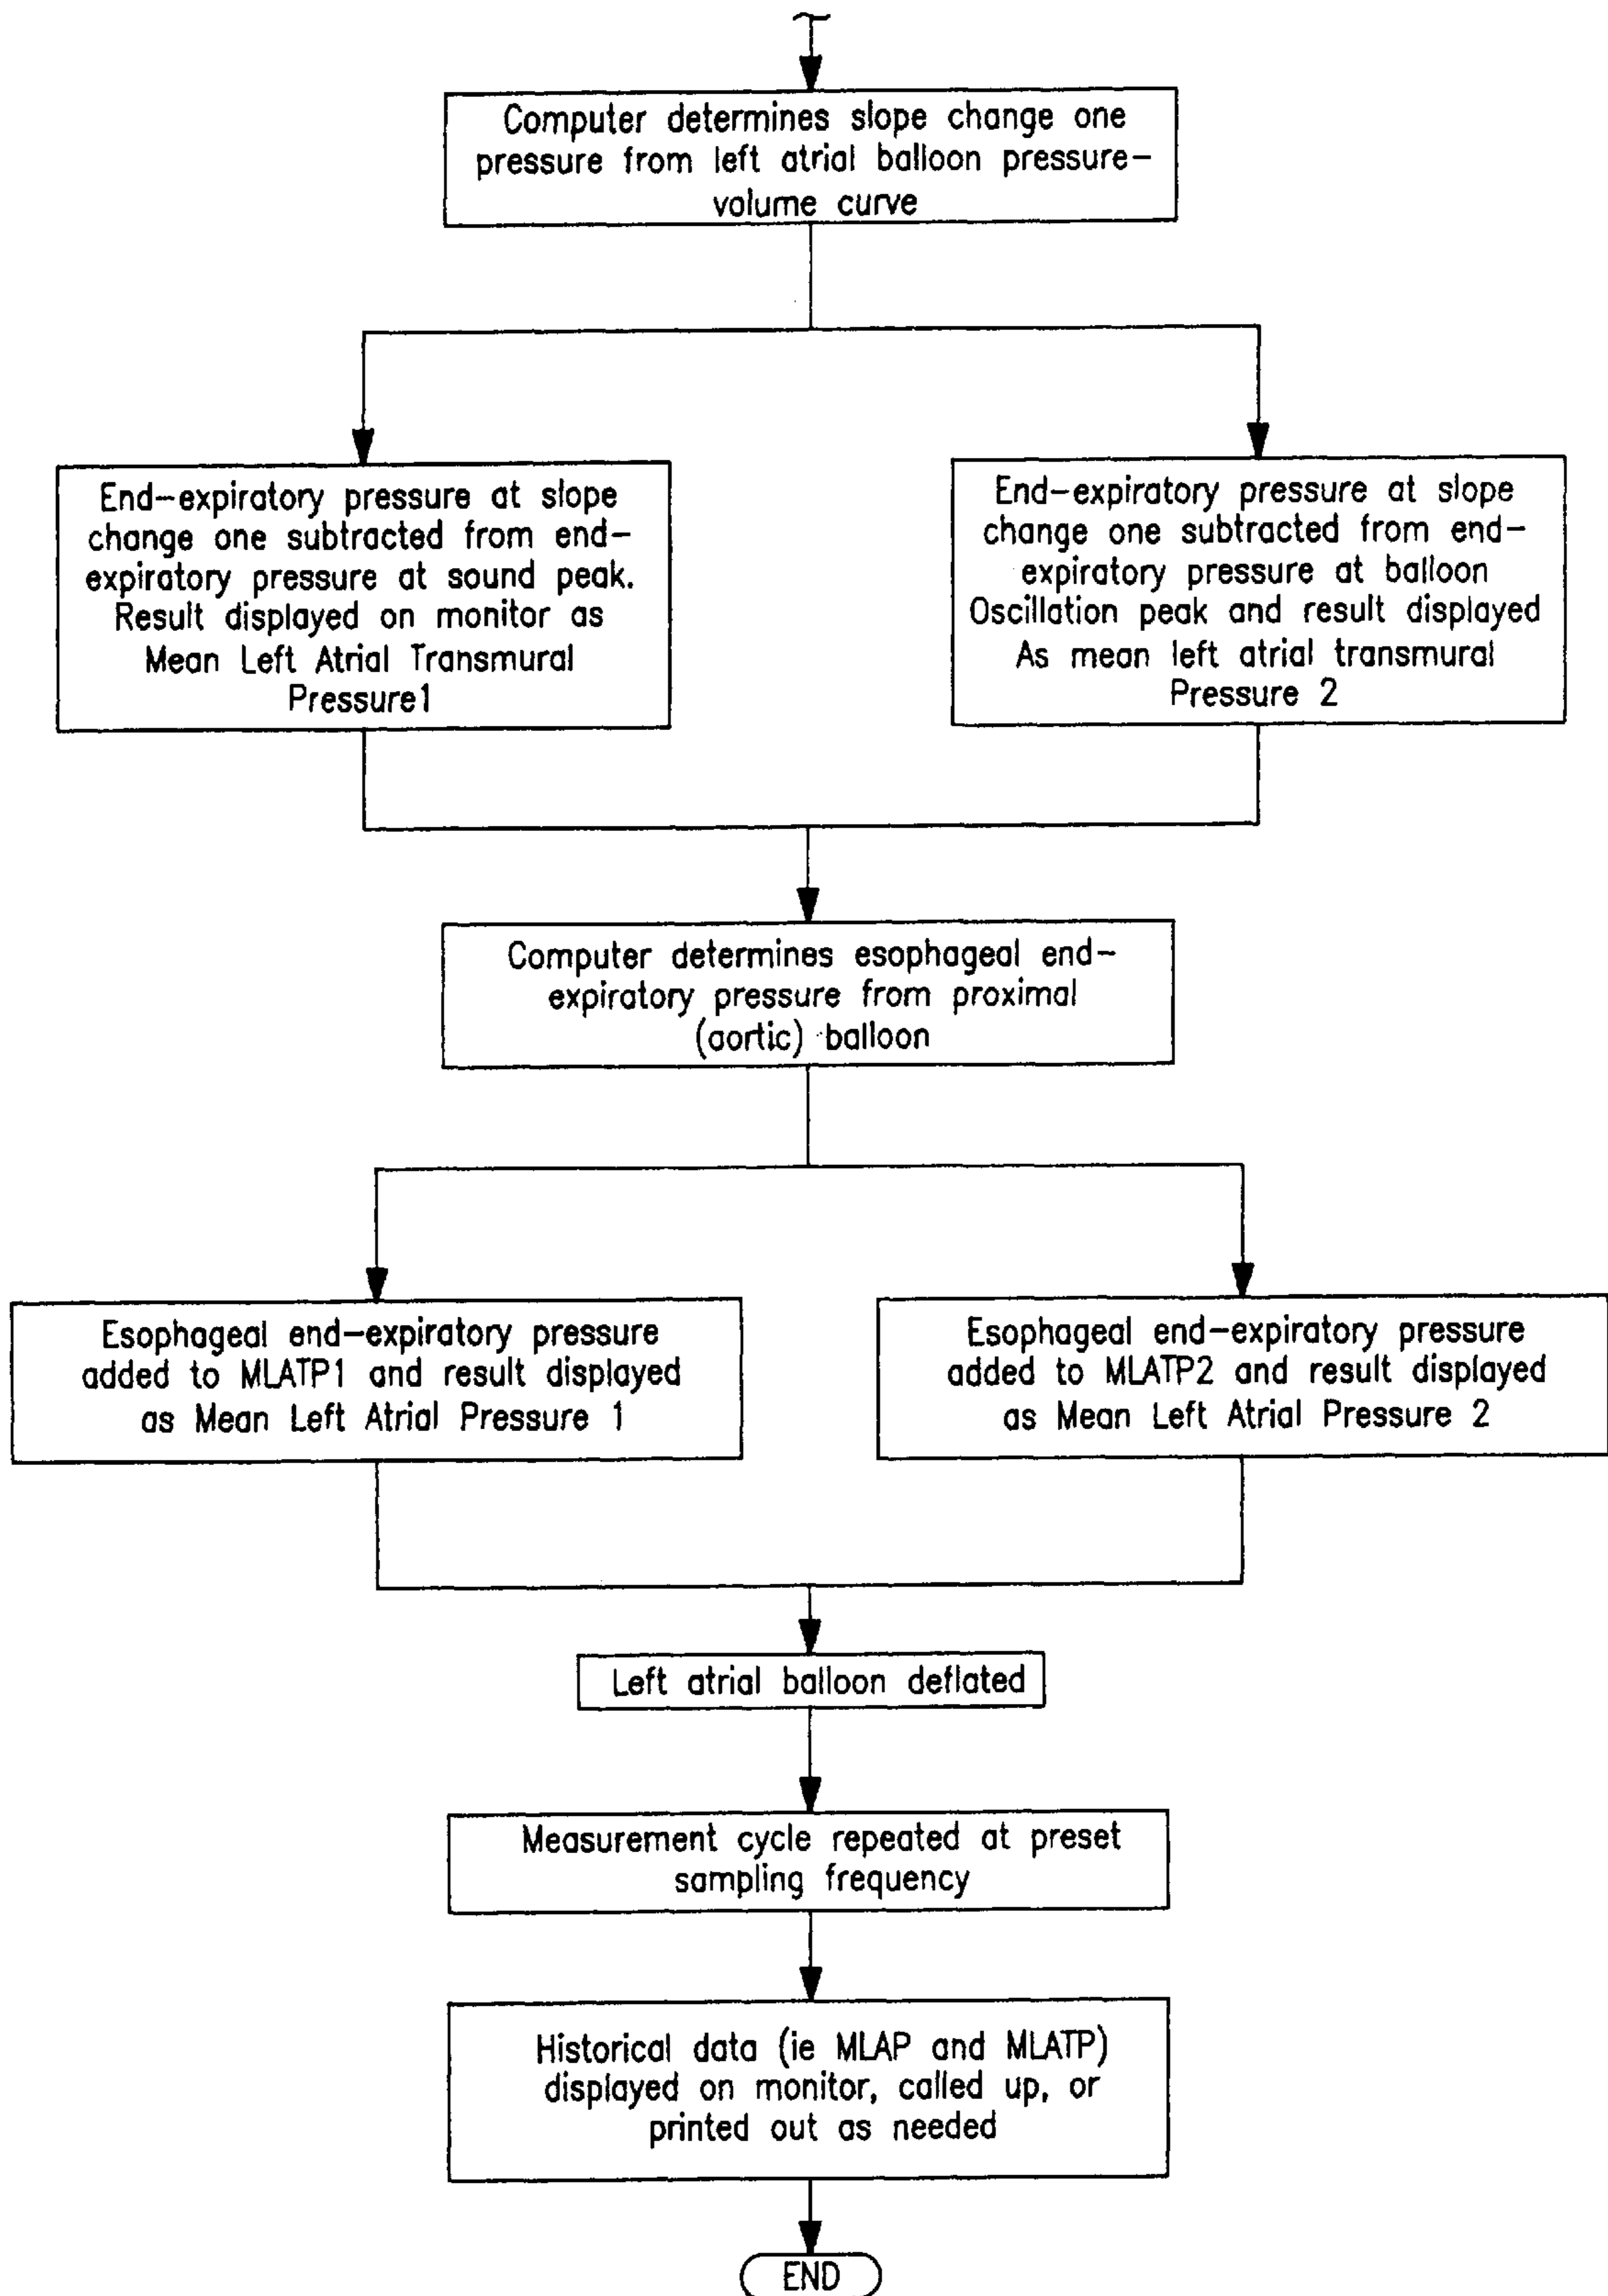 Computer determines slope change one
pressure from left atrial balloon pressure-
volume curve
End-expiratory pressure at slope
change one subtracted from end-
expiratory pressure at sound peak.
Result displayed on monitor as
Mean Left Atrial Transmural
Pressure1
End-expiratory pressure at slope
change one subtracted from end-
expiratory pressure at balloon
Oscillation peak and result displayed
As mean left atrial transmural
Pressure 2
Computer determines esophageal end-
expiratory pressure from proximal
(aortic) balloon
Esophageal end-expiratory pressure
added to MLATP1 and result displayed
as Mean Left Atrial Pressure 1
Esophageal end-expiratory pressure
added to MLATP2 and result displayed
as Mean Left Atrial Pressure 2
Left atrial balloon deflated
Measurement cycle repeated at preset
sampling frequency
Historical data (ie MLAP and MLATP)
displayed on monitor, called up, or
printed out as needed
END